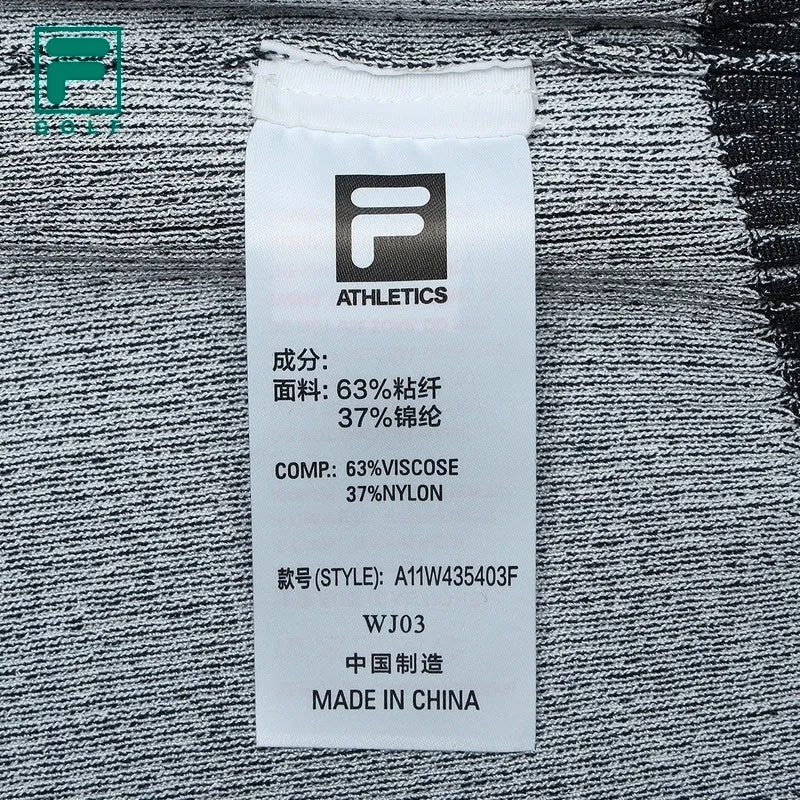 F
GOLF
F
ATHLETICS
成分:
面料: 63%粘纤
37%锦纶
COMP.: 63%VISCOSE
37%NYLON
款号(STYLE): A11W435403F
WJ03
中国制造
MADE IN CHINA